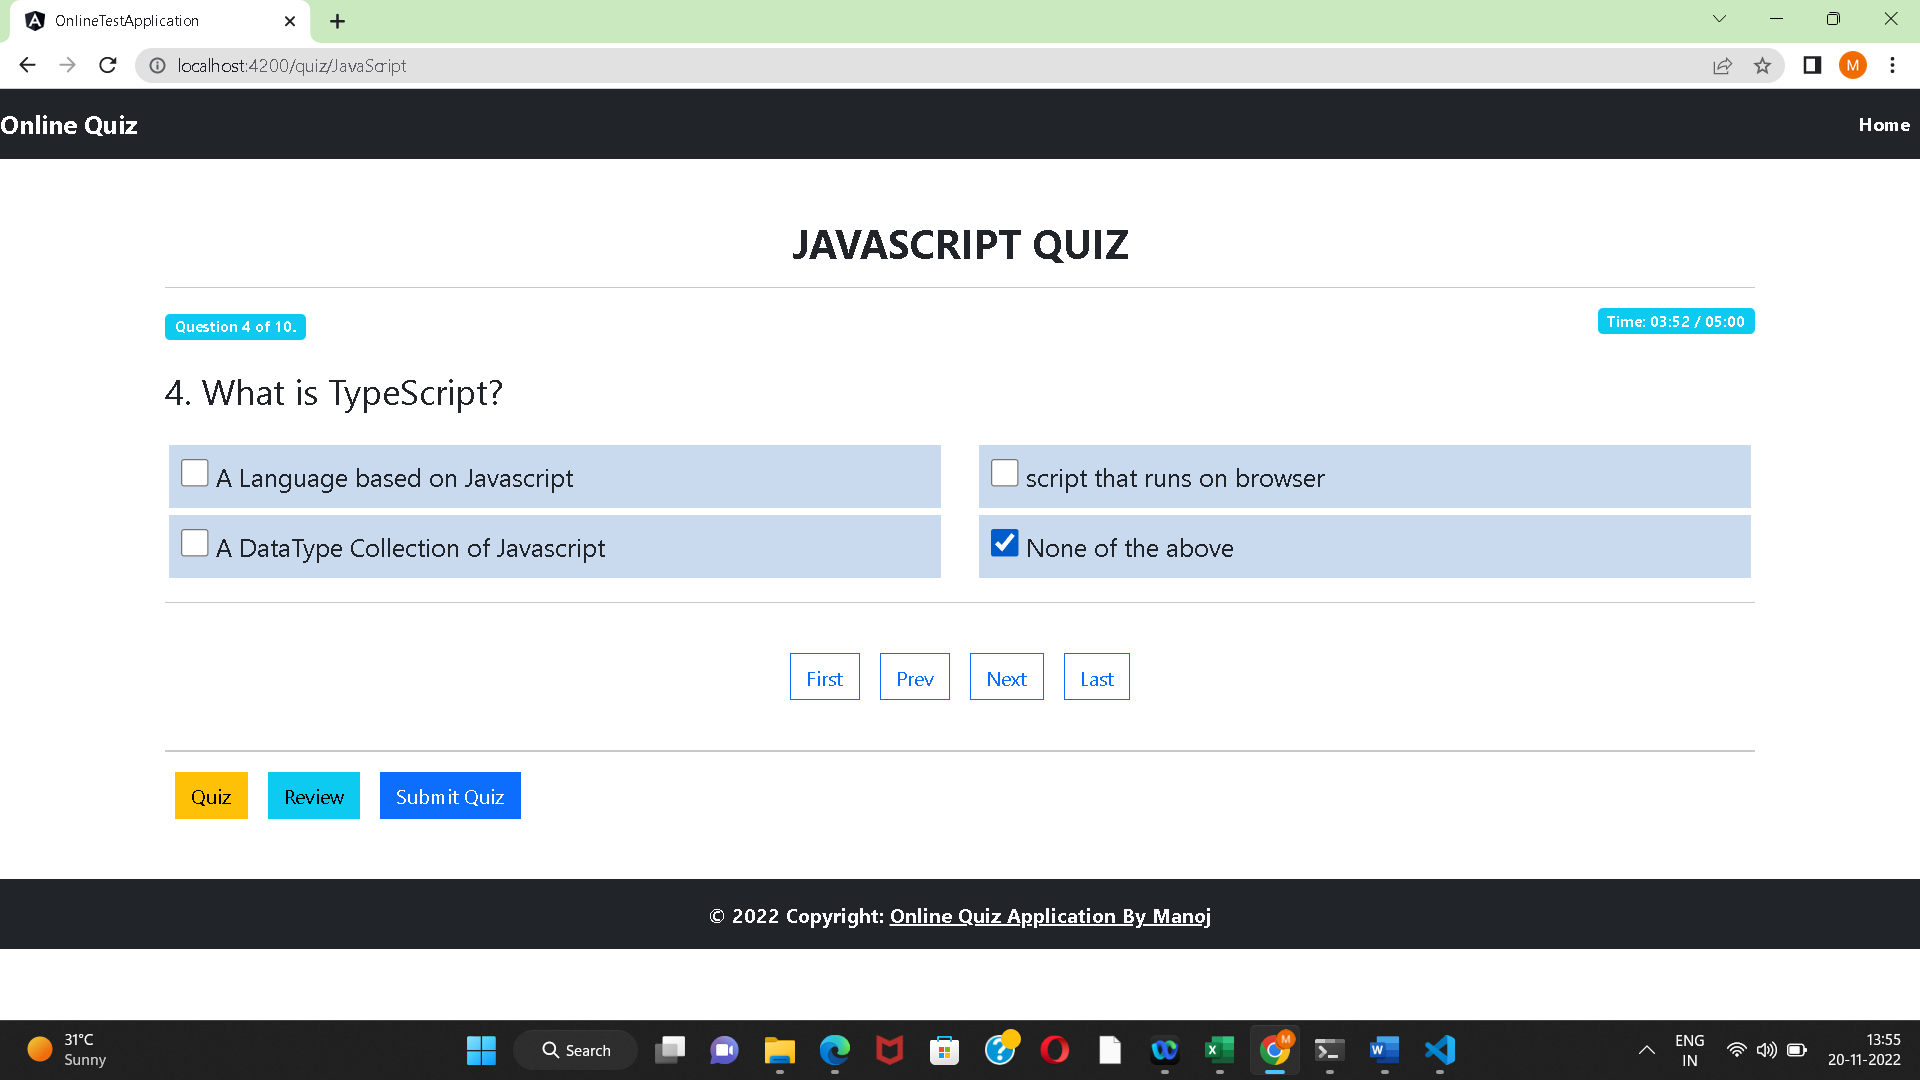 OnlineTestApplication
localhost:4200/quiz/JavaScript
M
Online Quiz
Home
JAVASCRIPT QUIZ
Question 4 of 10.
Time: 03:52 / 05:00
4. What is TypeScript?
A Language based on Javascript
script that runs on browser
A DataType Collection of Javascript
None of the above
First
Prev
Next
Last
Quiz
Review
Submit Quiz
© 2022 Copyright: Online Quiz Application By Manoj
31°C
Sunny
Search
M
ENG
IN
13:55
20-11-2022